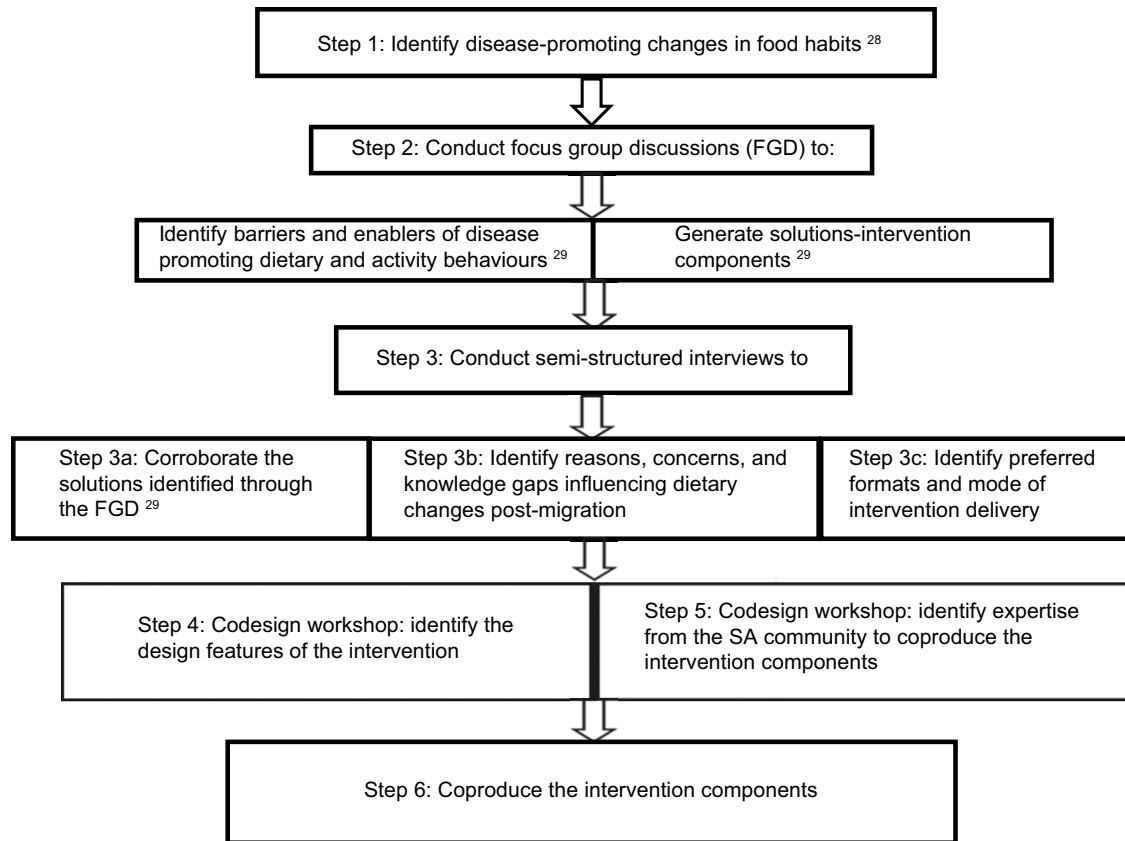 Step 1: Identify disease-promoting changes in food habits 28
Step 2: Conduct focus group discussions (FGD) to:
Identify barriers and enablers of disease
promoting dietary and activity behaviours 29
Generate solutions-intervention
components 29
Step 3: Conduct semi-structured interviews to
Step 3a: Corroborate the
solutions identified through
the FGD 29
Step 3b: Identify reasons, concerns, and
knowledge gaps influencing dietary
changes post-migration
Step 3c: Identify preferred
formats and mode of
intervention delivery
Step 4: Codesign workshop: identify the
design features of the intervention
Step 5: Codesign workshop: identify expertise
from the SA community to coproduce the
intervention components
Step 6: Coproduce the intervention components